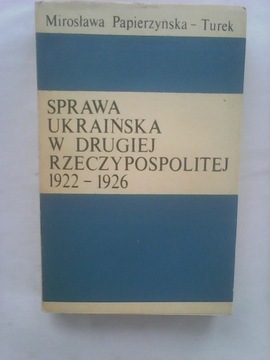 Mirosława Papierzyńska – Turek
SPRAWA
UKRAIŃSKA
W DRUGIEJ
RZECZYPOSPOLITEJ
1922 – 1926